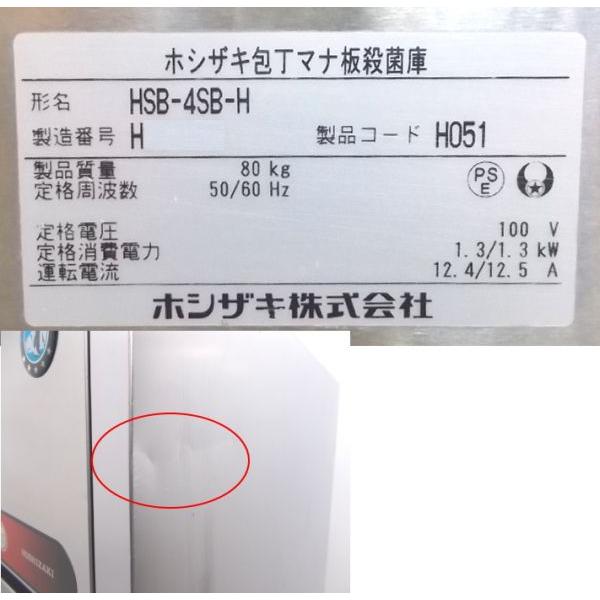 ホシザキ包丁マナ板殺菌庫
形名 HSB-4SB-H
製造番号 H 製品コード H051
製品質量 80 kg
定格周波数 50/60 Hz
PS
E
定格電圧 100 V
定格消費電力 1.3/1.3 kW
運転電流 12.4/12.5 A
ホシザキ株式会社
HOSHIZAKI